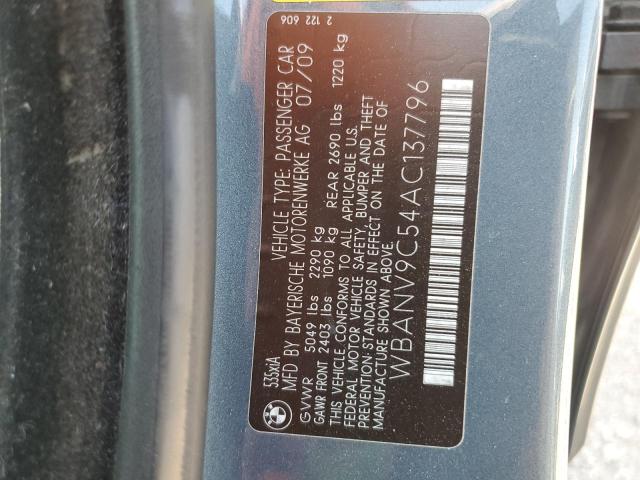 2 122 606
535xiA
VEHICLE TYPE: PASSENGER CAR
MFD BY BAYERISCHE MOTORENWERKE AG 07/09
GVWR 5049 lbs 2290 kg
GAWR FRONT 2403 lbs 1090 kg REAR 2690 lbs 1220 kg
THIS VEHICLE CONFORMS TO ALL APPLICABLE U.S.
FEDERAL MOTOR VEHICLE SAFETY, BUMPER AND THEFT
PREVENTION STANDARDS IN EFFECT ON THE DATE OF
MANUFACTURE SHOWN ABOVE.
WBANV9C54AC137796